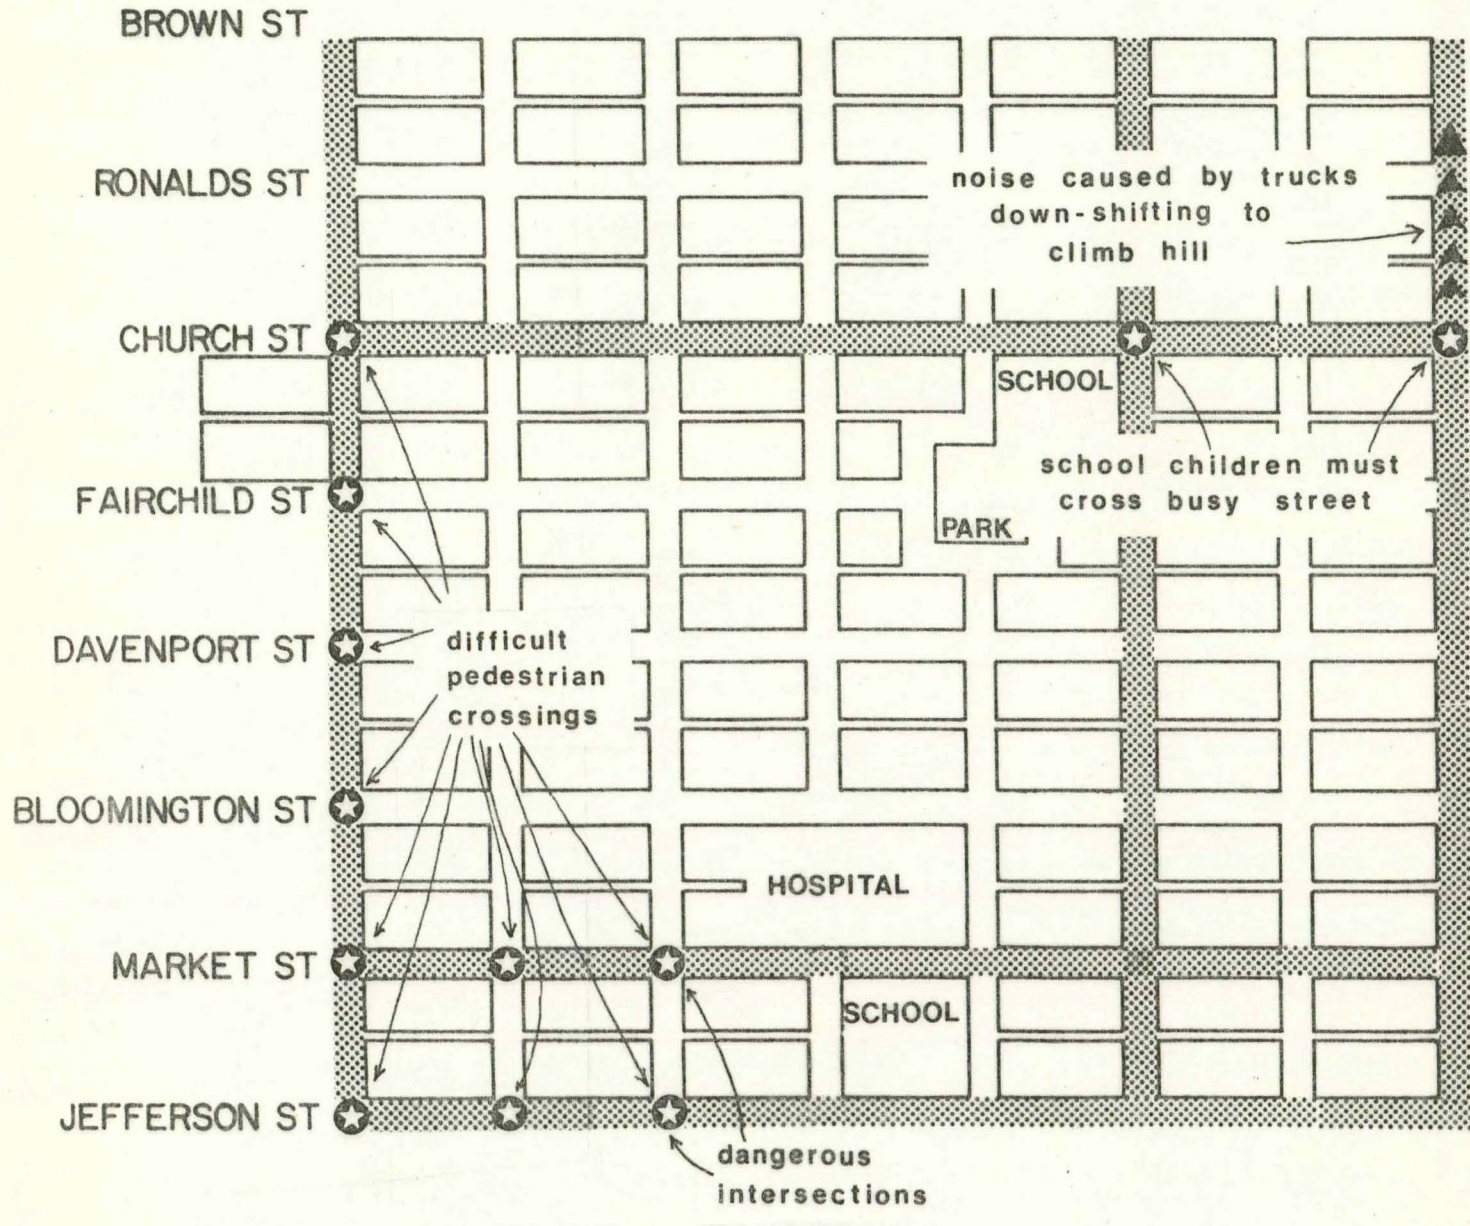 BROWN ST
RONALDS ST
noise caused by trucks
down-shifting to
climb hill
CHURCH ST
SCHOOL
school children must
cross busy street
FAIRCHILD ST
PARK
DAVENPORT ST
difficult
pedestrian
crossings
BLOOMINGTON ST
HOSPITAL
MARKET ST
SCHOOL
JEFFERSON ST
dangerous
intersections